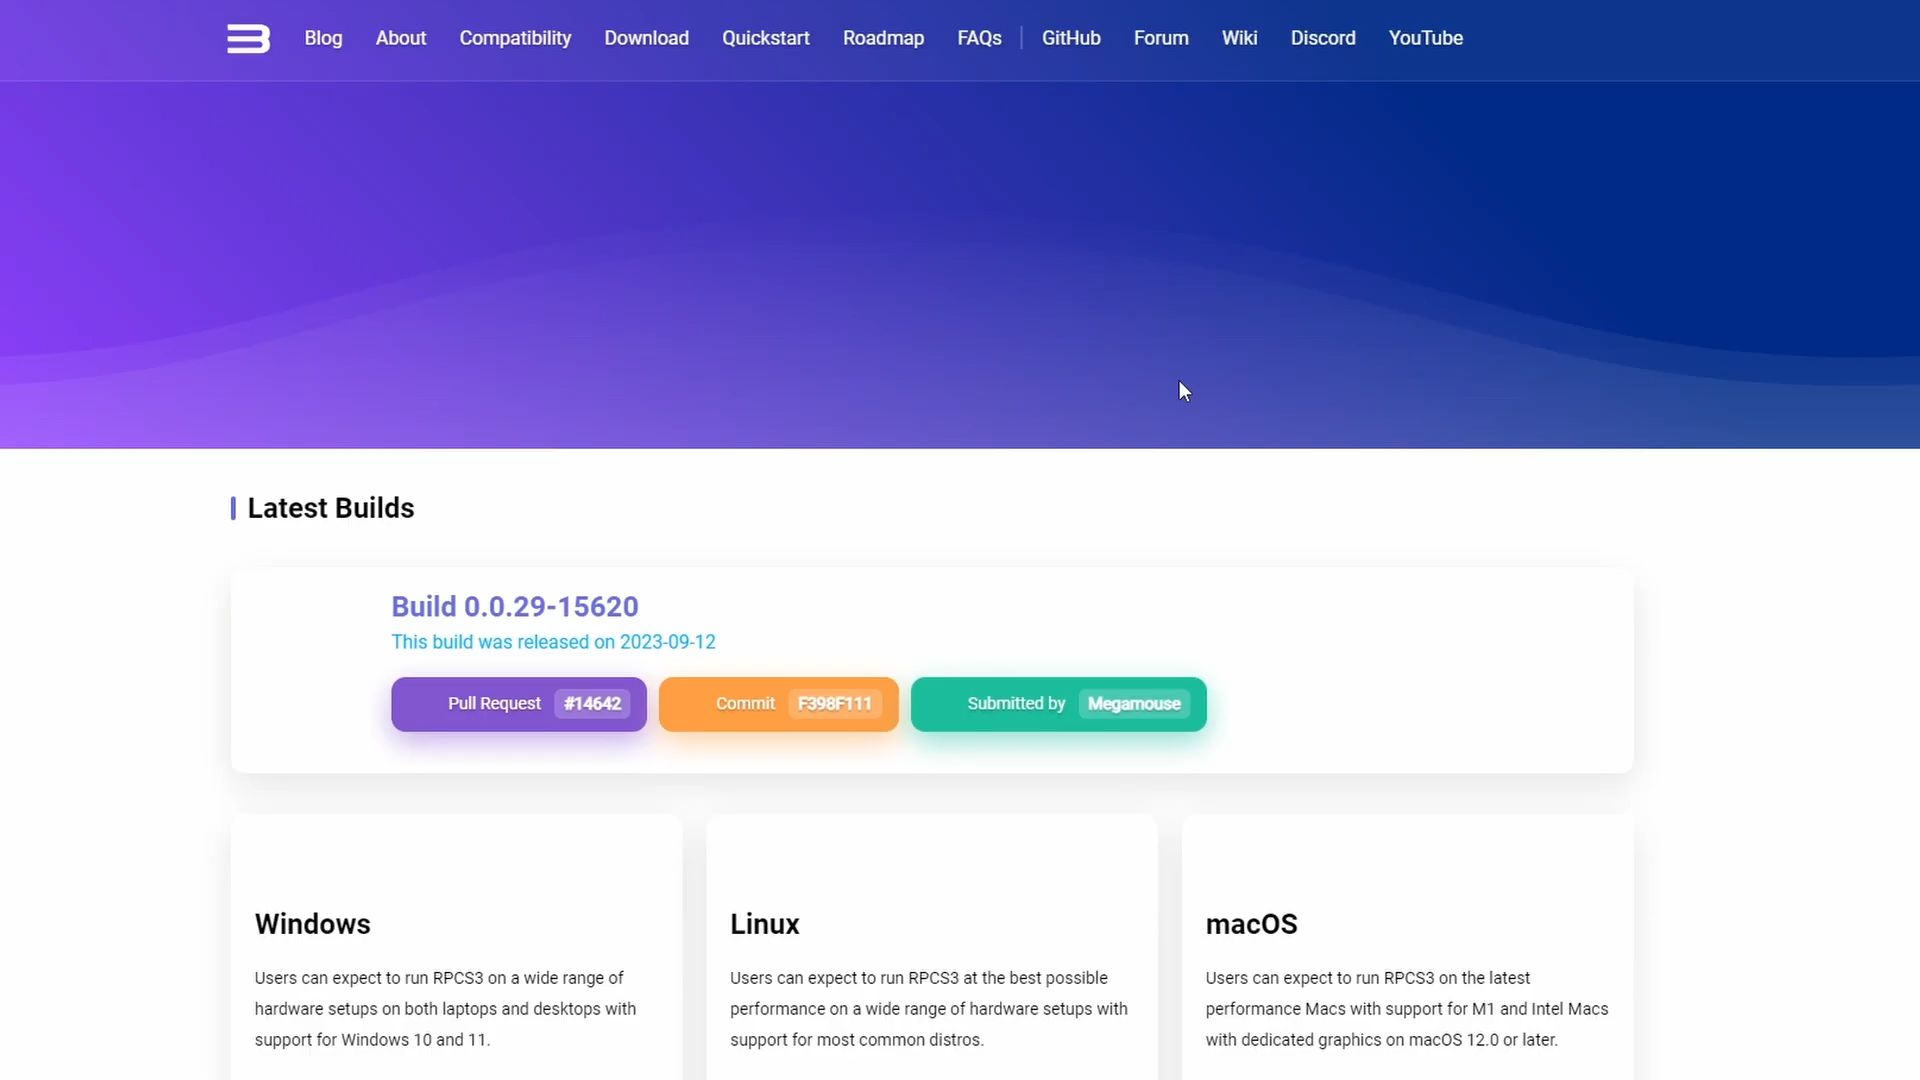 Blog About Compatibility Download Quickstart Roadmap FAQs GitHub Forum Wiki Discord YouTube
Latest Builds
Build 0.0.29-15620
This build was released on 2023-09-12
Pull Request #14642 Commit F398F111 Submitted by Megamouse
Windows
Users can expect to run RPCS3 on a wide range of
hardware setups on both laptops and desktops with
support for Windows 10 and 11.
Linux
Users can expect to run RPCS3 at the best possible
performance on a wide range of hardware setups with
support for most common distros.
macOS
Users can expect to run RPCS3 on the latest
performance Macs with support for M1 and Intel Macs
with dedicated graphics on macOS 12.0 or later.